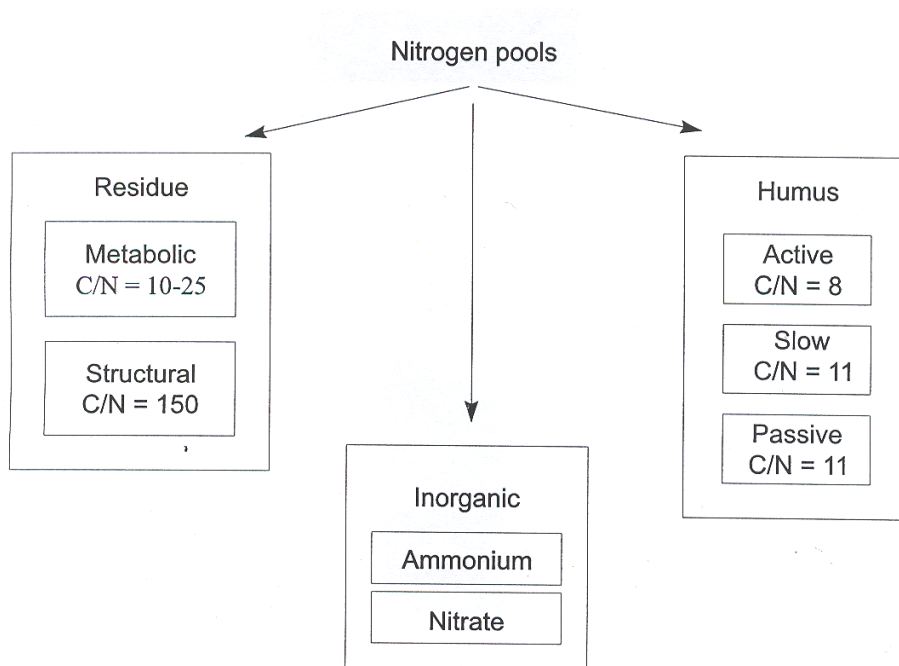 Nitrogen pools
Residue
Metabolic
C/N = 10-25
Structural
C/N = 150
Inorganic
Ammonium
Nitrate
Humus
Active
C/N = 8
Slow
C/N = 11
Passive
C/N = 11